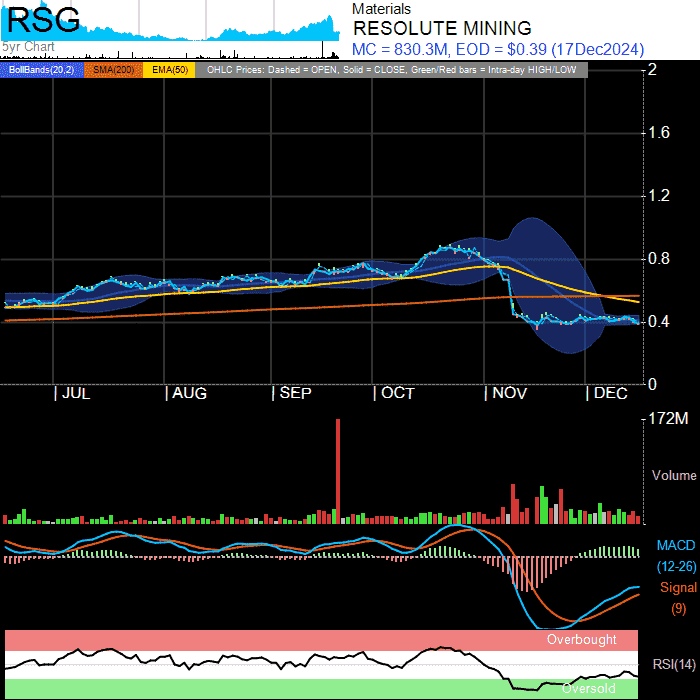 RSG
5yr Chart
Materials
RESOLUTE MINING
MC = 830.3M, EOD = $0.39 (17Dec2024)
BollBands(20,2) SMA(200) EMA(50) OHLC Prices: Dashed = OPEN, Solid = CLOSE, Green/Red bars = Intra-day HIGH/LOW
2
1.6
1.2
0.8
0.4
0
| JUL | AUG | SEP | OCT | NOV | DEC
172M
Volume
MACD
(12-26)
Signal
(9)
Overbought
RSI(14)
Oversold